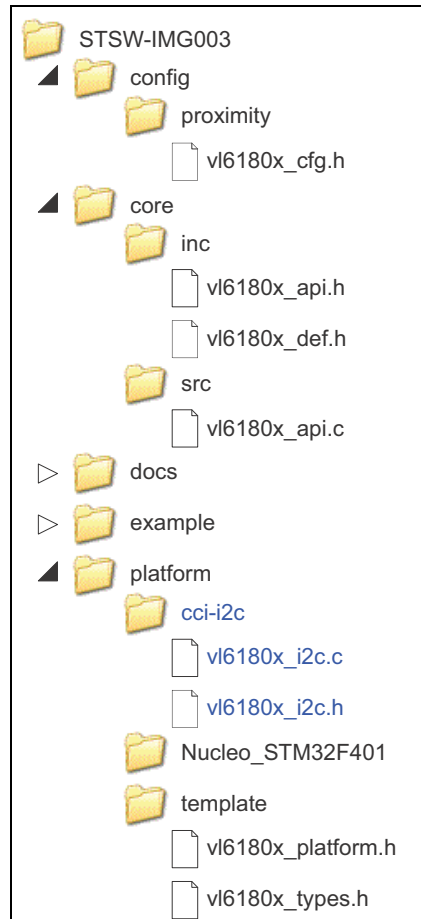 STSW-IMG003
config
proximity
vl6180x_cfg.h
core
inc
vl6180x_api.h
vl6180x_def.h
src
vl6180x_api.c
docs
example
platform
cci-i2c
vl6180x_i2c.c
vl6180x_i2c.h
Nucleo_STM32F401
template
vl6180x_platform.h
vl6180x_types.h